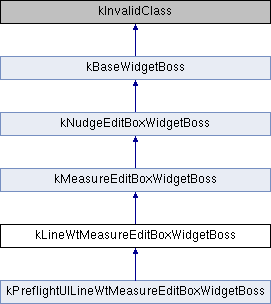 kInvalidClass
kBaseWidgetBoss
kNudgeEditBoxWidgetBoss
kMeasureEditBoxWidgetBoss
kLineWtMeasureEditBoxWidgetBoss
kPreflightUILineWtMeasureEditBoxWidgetBoss